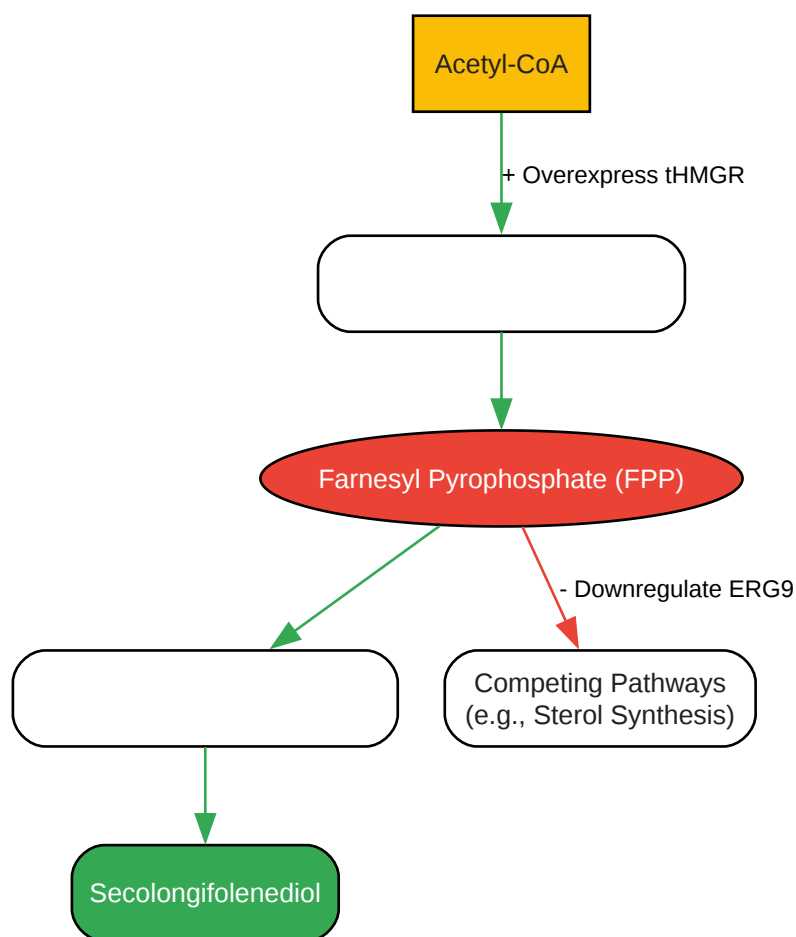 Acetyl-CoA
+ Overexpress tHMGR
Farnesyl Pyrophosphate (FPP)
- Downregulate ERG9
Competing Pathways
(e.g., Sterol Synthesis)
Secolongifolenediol